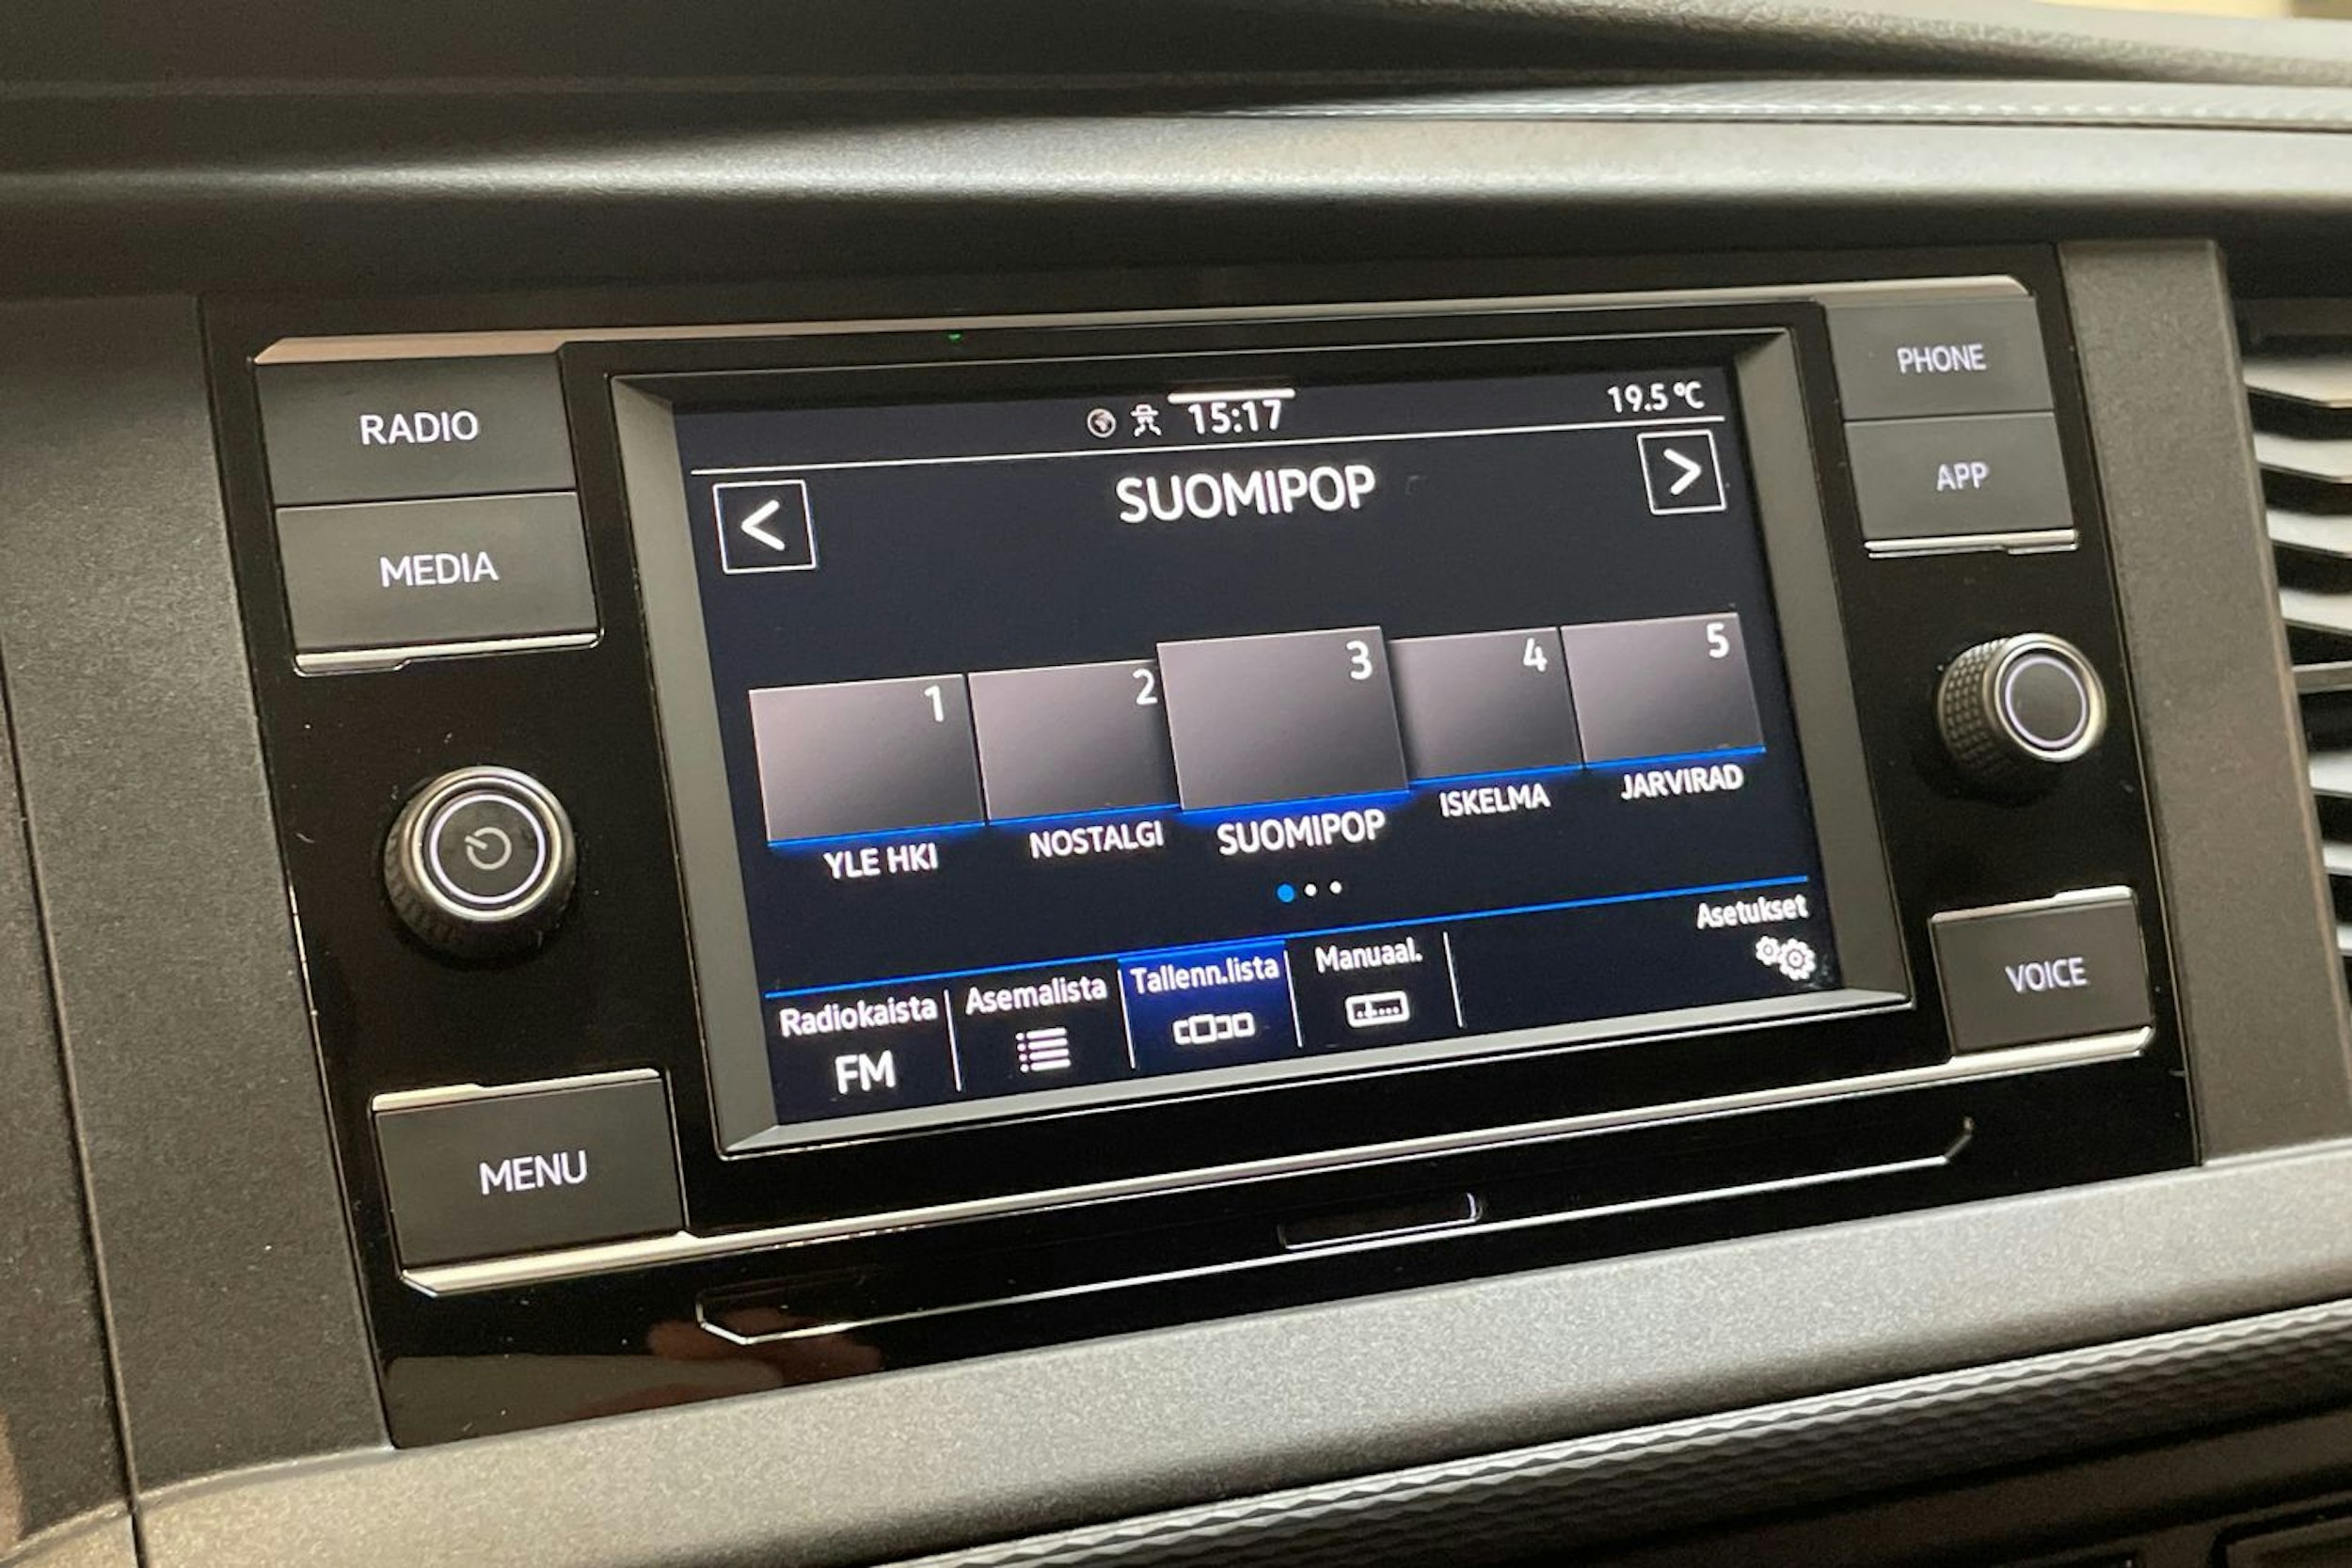 RADIO
MEDIA
MENU
15:17
19.5 °C
<
SUOMIPOP
>
1
2
3
4
5
YLE HKI
NOSTALGI
SUOMIPOP
ISKELMA
JARVIRAD
Radiokaista
FM
Asemalista
Tallenn.lista
Manuaal.
Asetukset
PHONE
APP
VOICE